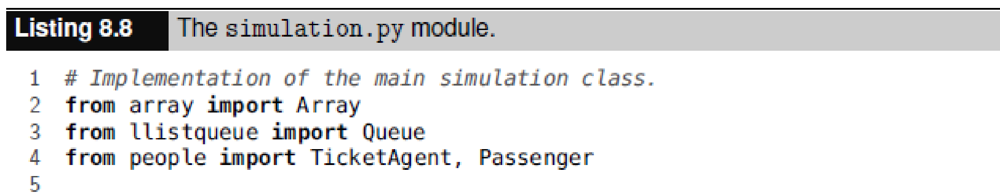 Listing 8.8 The simulation.py module.
1 # Implementation of the main simulation class.
2 from array import Array
3 from llistqueue import Queue
4 from people import TicketAgent, Passenger
5